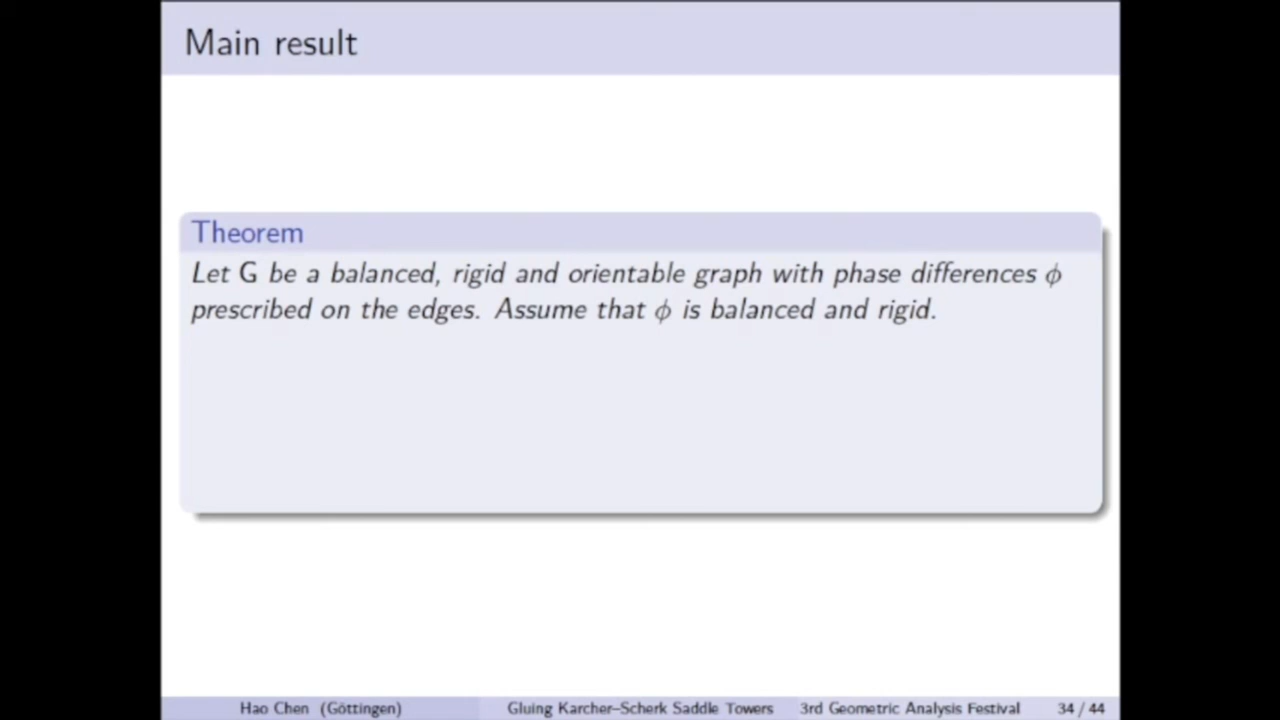 Main result
Theorem
Let G be a balanced, rigid and orientable graph with phase differences ϕ
prescribed on the edges. Assume that ϕ is balanced and rigid.
Hao Chen (Göttingen) Gluing Karcher–Scherk Saddle Towers 3rd Geometric Analysis Festival 34 / 44